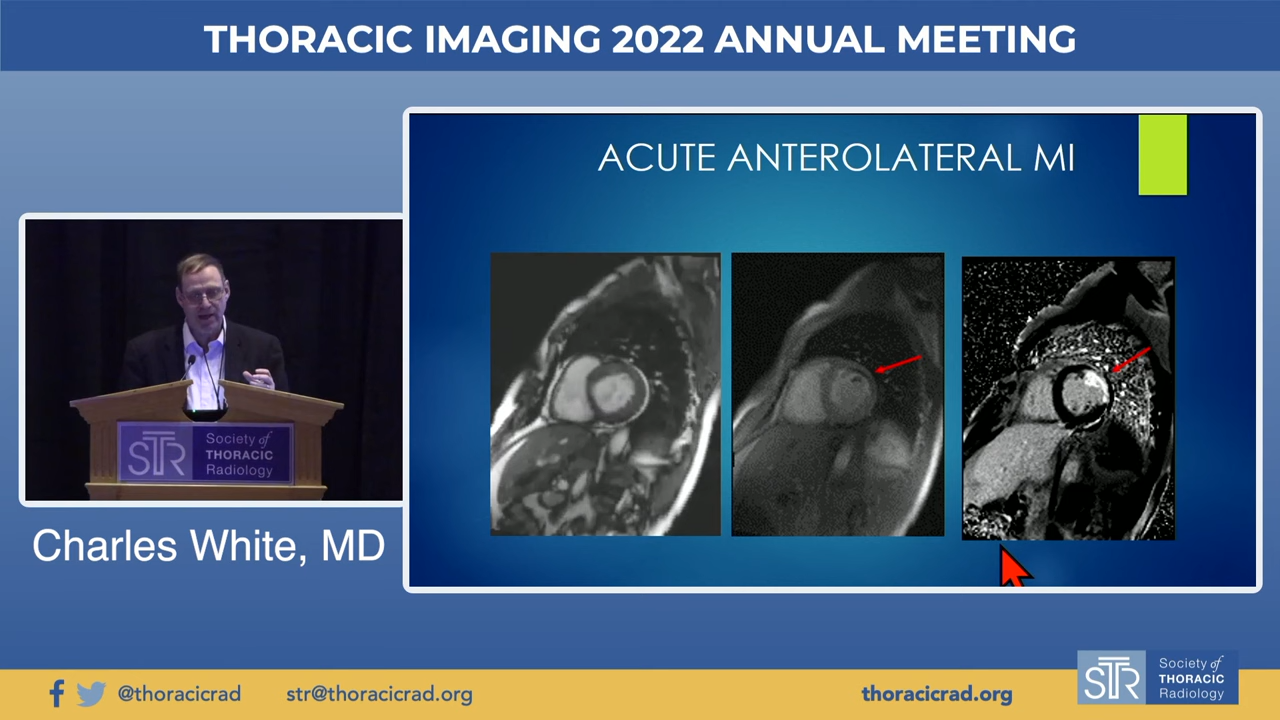 THORACIC IMAGING 2022 ANNUAL MEETING
ACUTE ANTEROLATERAL MI
STR
Society of
THORACIC
Radiology
Charles White, MD
@thoracicrad
str@thoracicrad.org
thoracicrad.org
STR
Society of
THORACIC
Radiology